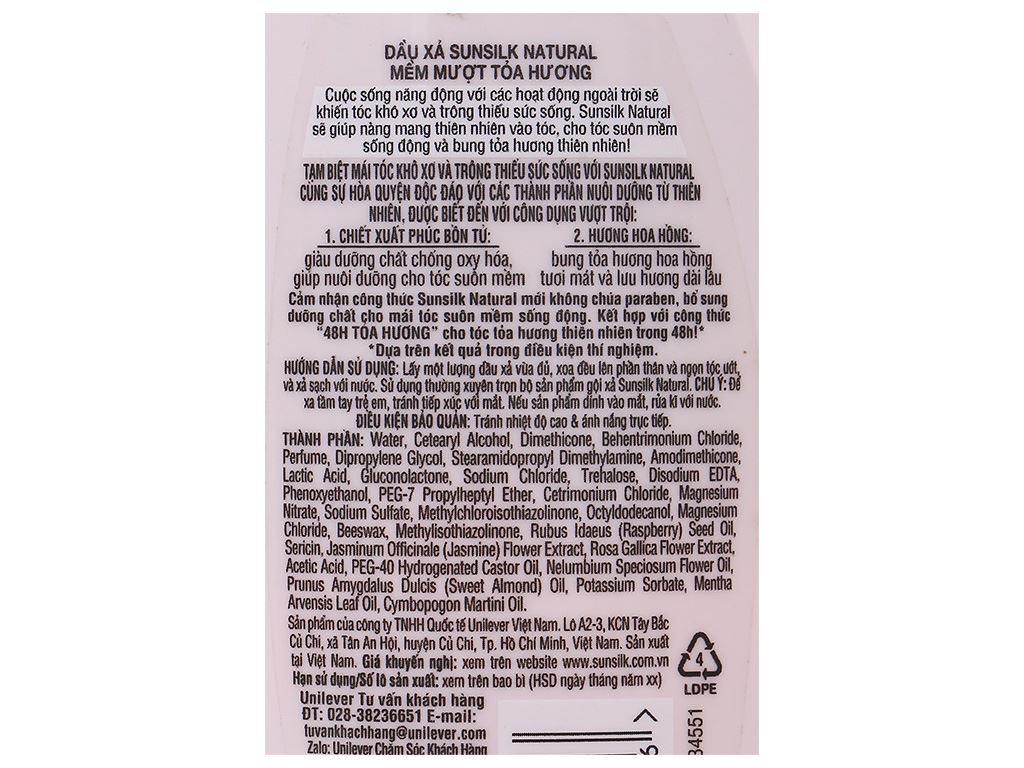 DẦU XẢ SUNSILK NATURAL
MỀM MƯỢT TỎA HƯƠNG
Cuộc sống năng động với các hoạt động ngoài trời sẽ
khiến tóc khô xơ và trông thiếu sức sống. Sunsilk Natural
sẽ giúp nàng mang thiên nhiên vào tóc, cho tóc suôn mềm
sống động và bung tỏa hương thiên nhiên!
TẠM BIỆT MÁI TÓC KHÔ XƠ VÀ TRÔNG THIẾU SỨC SỐNG VỚI SUNSILK NATURAL
CÙNG SỰ HÒA QUYỆN ĐỘC ĐÁO VỚI CÁC THÀNH PHẦN NUÔI DƯỠNG TỪ THIÊN
NHIÊN, ĐƯỢC BIẾT ĐẾN VỚI CÔNG DỤNG VƯỢT TRỘI:
1. CHIẾT XUẤT PHÚC BỒN TỬ:
giàu dưỡng chất chống oxy hóa,
giúp nuôi dưỡng cho tóc suôn mềm
2. HƯƠNG HOA HỒNG:
bung tỏa hương hoa hồng
tươi mát và lưu hương dài lâu
Cảm nhận công thức Sunsilk Natural mới không chứa paraben, bổ sung
dưỡng chất cho mái tóc suôn mềm sống động. Kết hợp với công thức
"48H TỎA HƯƠNG" cho tóc tỏa hương thiên nhiên trong 48h!*
*Dựa trên kết quả trong điều kiện thí nghiệm.
HƯỚNG DẪN SỬ DỤNG: Lấy một lượng dầu xả vừa đủ, xoa đều lên phần thân và ngọn tóc ướt,
và xả sạch với nước. Sử dụng thường xuyên trọn bộ sản phẩm gội xả Sunsilk Natural. CHÚ Ý: Để
xa tầm tay trẻ em, tránh tiếp xúc với mắt. Nếu sản phẩm dính vào mắt, rửa kĩ với nước.
ĐIỀU KIỆN BẢO QUẢN: Tránh nhiệt độ cao & ánh nắng trực tiếp.
THÀNH PHẦN: Water, Cetearyl Alcohol, Dimethicone, Behentrimonium Chloride,
Perfume, Dipropylene Glycol, Stearamidopropyl Dimethylamine, Amodimethicone,
Lactic Acid, Gluconolactone, Sodium Chloride, Trehalose, Disodium EDTA,
Phenoxyethanol, PEG-7 Propylheptyl Ether, Cetrimonium Chloride, Magnesium
Nitrate, Sodium Sulfate, Methylchloroisothiazolinone, Octyldodecanol, Magnesium
Chloride, Beeswax, Methylisothiazolinone, Rubus Idaeus (Raspberry) Seed Oil,
Sericin, Jasminum Officinale (Jasmine) Flower Extract, Rosa Gallica Flower Extract,
Acetic Acid, PEG-40 Hydrogenated Castor Oil, Nelumbium Speciosum Flower Oil,
Prunus Amygdalus Dulcis (Sweet Almond) Oil, Potassium Sorbate, Mentha
Arvensis Leaf Oil, Cymbopogon Martini Oil.
Sản phẩm của công ty TNHH Quốc tế Unilever Việt Nam. Lô A2-3, KCN Tây Bắc
Củ Chi, xã Tân An Hội, huyện Củ Chi, Tp. Hồ Chí Minh, Việt Nam. Sản xuất
tại Việt Nam. Giá khuyến nghị: xem trên website www.sunsilk.com.vn
Hạn sử dụng/Số lô sản xuất: xem trên bao bì (HSD ngày tháng năm xx)
Unilever Tư vấn khách hàng
ĐT: 028-38236651 E-mail:
tuvankhachhang@unilever.com
Zalo: Unilever Chăm Sóc Khách Hàng
4
LDPE
34551